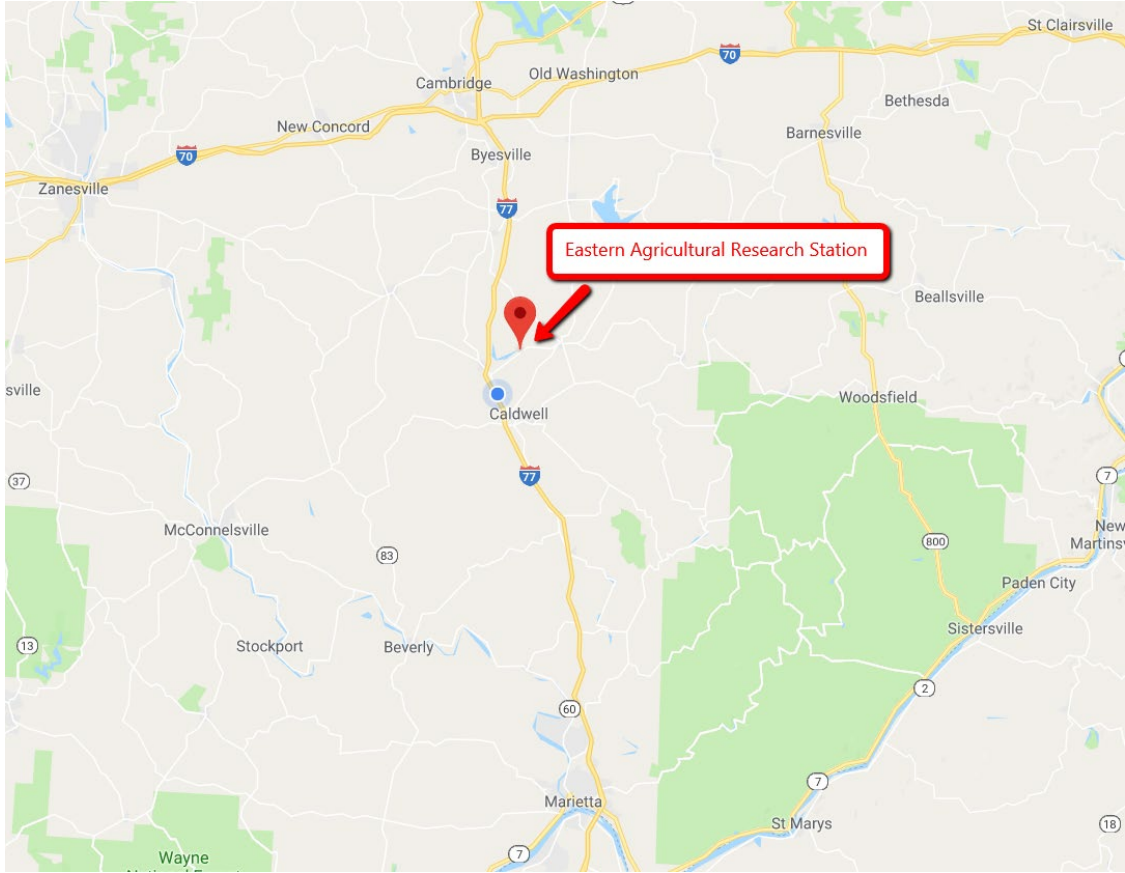 St Clairsville
70
Old Washington
Cambridge
Bethesda
New Concord
Barnesville
70
Byesville
Zanesville
77
Eastern Agricultural Research Station
Beallsville
sville
Woodsfield
Caldwell
77
37
7
McConnelsville
New
83
800
Martinsv
Paden City
Sistersville
13
Stockport
Beverly
2
60
7
Marietta
St Marys
18
7
Wayne
National Forest